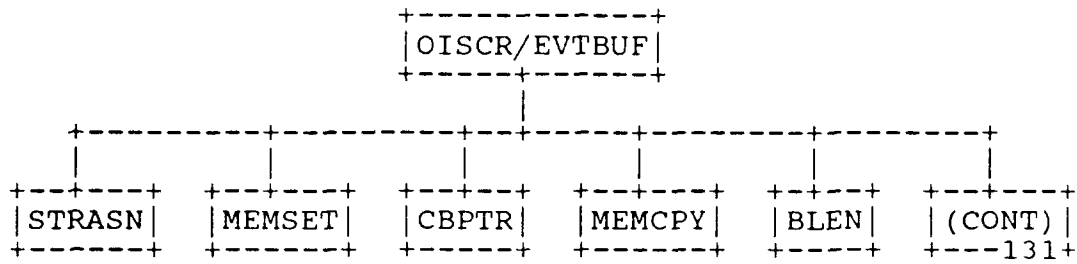 OISCR/EVTBUF
STRASN MEMSET CBPTR MEMCPY BLEN (CONT)
131